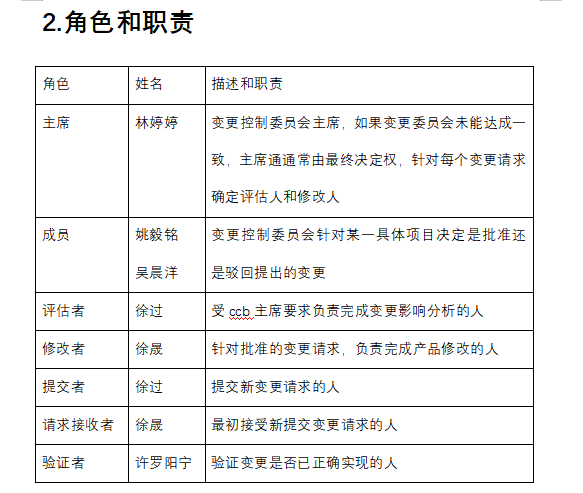 2.角色和职责
角色 姓名 描述和职责
主席 林婷婷 变更控制委员会主席，如果变更委员会未能达成一
致，主席通通常由最终决定权，针对每个变更请求
确定评估人和修改人
成员 姚毅铭 变更控制委员会针对某一具体项目决定是批准还
吴晨洋 是驳回提出的变更
评估者 徐过 受 ccb 主席要求负责完成变更影响分析的人
修改者 徐晟 针对批准的变更请求，负责完成产品修改的人
提交者 徐过 提交新变更请求的人
请求接收者 徐晟 最初接受新提交变更请求的人
验证者 许罗阳宁 验证变更是否已正确实现的人